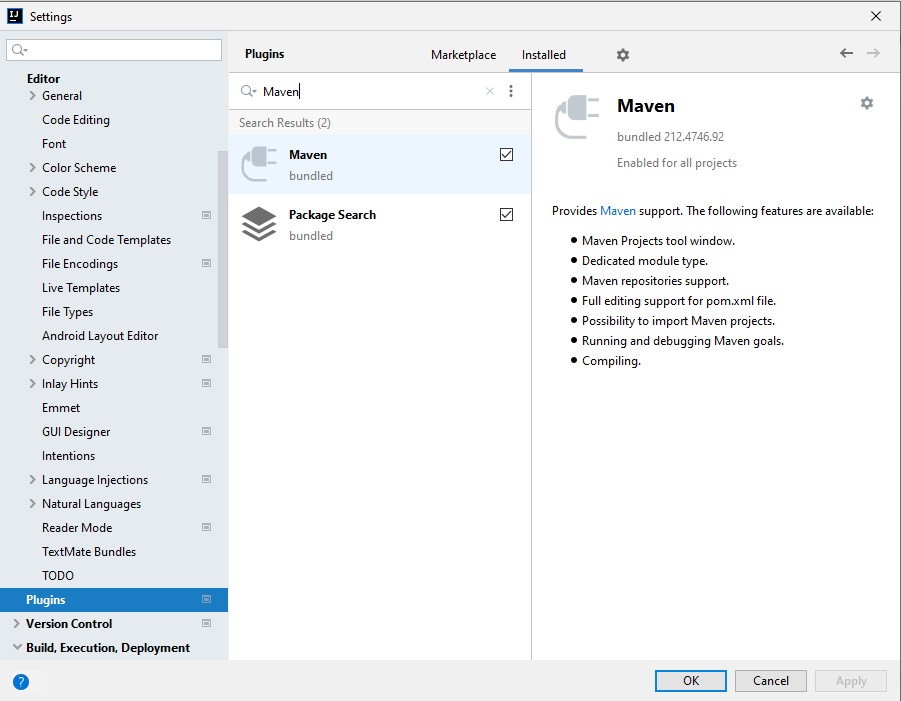 Settings
Editor
General
Code Editing
Font
Color Scheme
Code Style
Inspections
File and Code Templates
File Encodings
Live Templates
File Types
Android Layout Editor
Copyright
Inlay Hints
Emmet
GUI Designer
Intentions
Language Injections
Natural Languages
Reader Mode
TextMate Bundles
TODO
Plugins
Version Control
Build, Execution, Deployment
Plugins
Marketplace
Installed
Maven
Search Results (2)
Maven
bundled
Package Search
bundled
Maven
bundled 212.4746.92
Enabled for all projects
Provides Maven support. The following features are available:
• Maven Projects tool window.
• Dedicated module type.
• Maven repositories support.
• Full editing support for pom.xml file.
• Possibility to import Maven projects.
• Running and debugging Maven goals.
• Compiling.
?
OK
Cancel
Apply